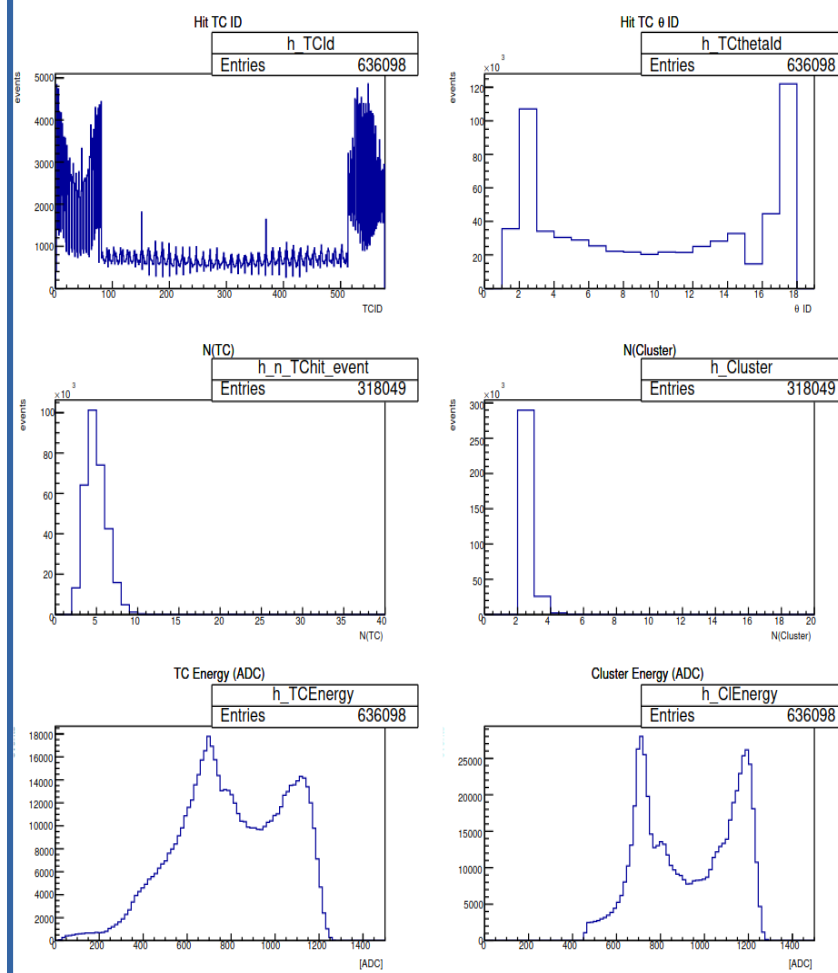 Hit TC ID
h_TCId
Entries 636098
events
5000
4000
3000
2000
1000
0
0 100 200 300 400 500
TCID
Hit TC θ ID
h_TCthetaId
Entries 636098
×10³
120
100
80
60
40
20
0
0 2 4 6 8 10 12 14 16 18
θ ID
N(TC)
h_n_TChit_event
Entries 318049
×10³
events
100
80
60
40
20
0
0 5 10 15 20 25 30 35 40
N(TC)
N(Cluster)
h_Cluster
Entries 318049
×10³
events
300
250
200
150
100
50
0
0 2 4 6 8 10 12 14 16 18 20
N(Cluster)
TC Energy (ADC)
h_TCEnergy
Entries 636098
18000
16000
14000
12000
10000
8000
6000
4000
2000
0
0 200 400 600 800 1000 1200 1400
[ADC]
Cluster Energy (ADC)
h_ClEnergy
Entries 636098
25000
20000
15000
10000
5000
0
0 200 400 600 800 1000 1200 1400
[ADC]